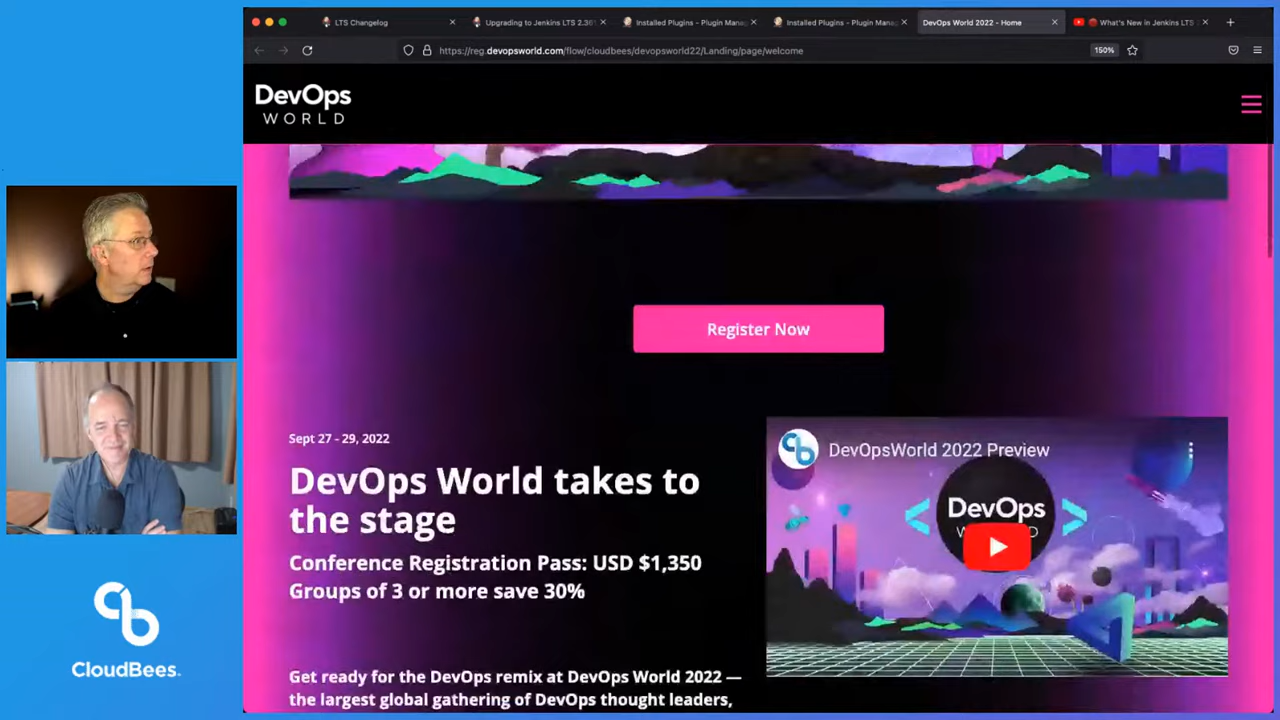 LTS Changelog
Upgrading to Jenkins LTS 2.361
Installed Plugins - Plugin Mana
Installed Plugins - Plugin Mana
DevOps World 2022 - Home
What's New in Jenkins LTS
https://reg.devopsworld.com/flow/cloudbees/devopsworld22/Landing/page/welcome
150%
DevOps
WORLD
Register Now
Sept 27 - 29, 2022
DevOps World takes to
the stage
Conference Registration Pass: USD $1,350
Groups of 3 or more save 30%
Get ready for the DevOps remix at DevOps World 2022 —
the largest global gathering of DevOps thought leaders,
DevOpsWorld 2022 Preview
DevOps
CloudBees.